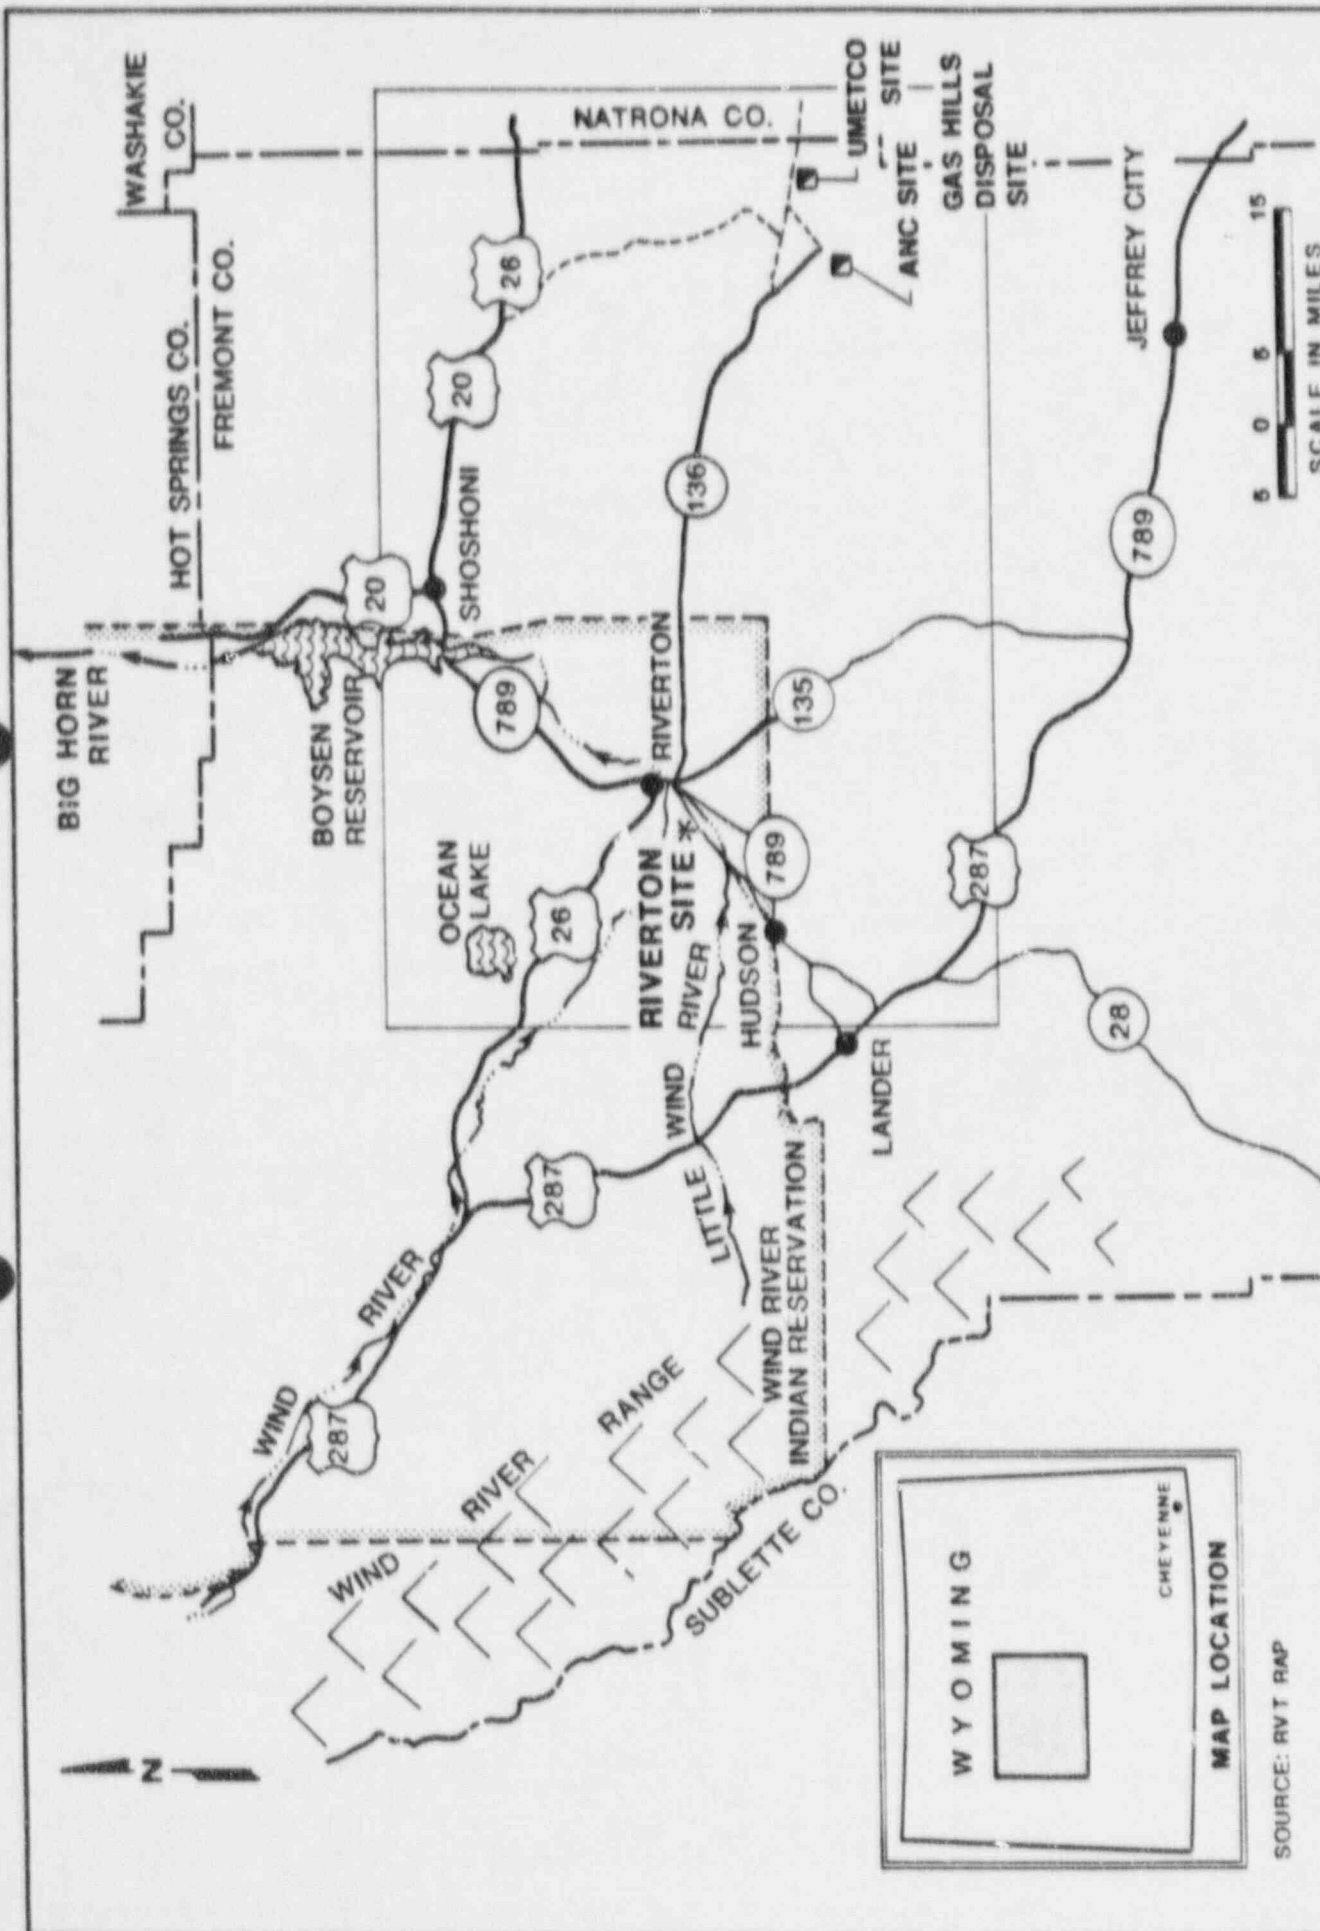 WASHAKIE
CO.
HOT SPRINGS CO.
FREMONT CO.
NATRONA CO.
BIG HORN
RIVER
BOYSEN
RESERVOIR
20
20
26
SHOSHONI
789
OCEAN
LAKE
26
RIVERTON
136
UMETCO
SITE
ANC SITE
GAS HILLS
DISPOSAL
SITE
RIVERTON
SITE
135
789
HUDSON
LITTLE WIND RIVER
287
LANDER
287
789
JEFFREY CITY
28
WIND RIVER
287
WIND RIVER RANGE
WIND RIVER
INDIAN RESERVATION
SUBLETTE CO.
N
WYOMING
CHEYENNE
MAP LOCATION
5 0 5 15
SCALE IN MILES
SOURCE: RVT RAP